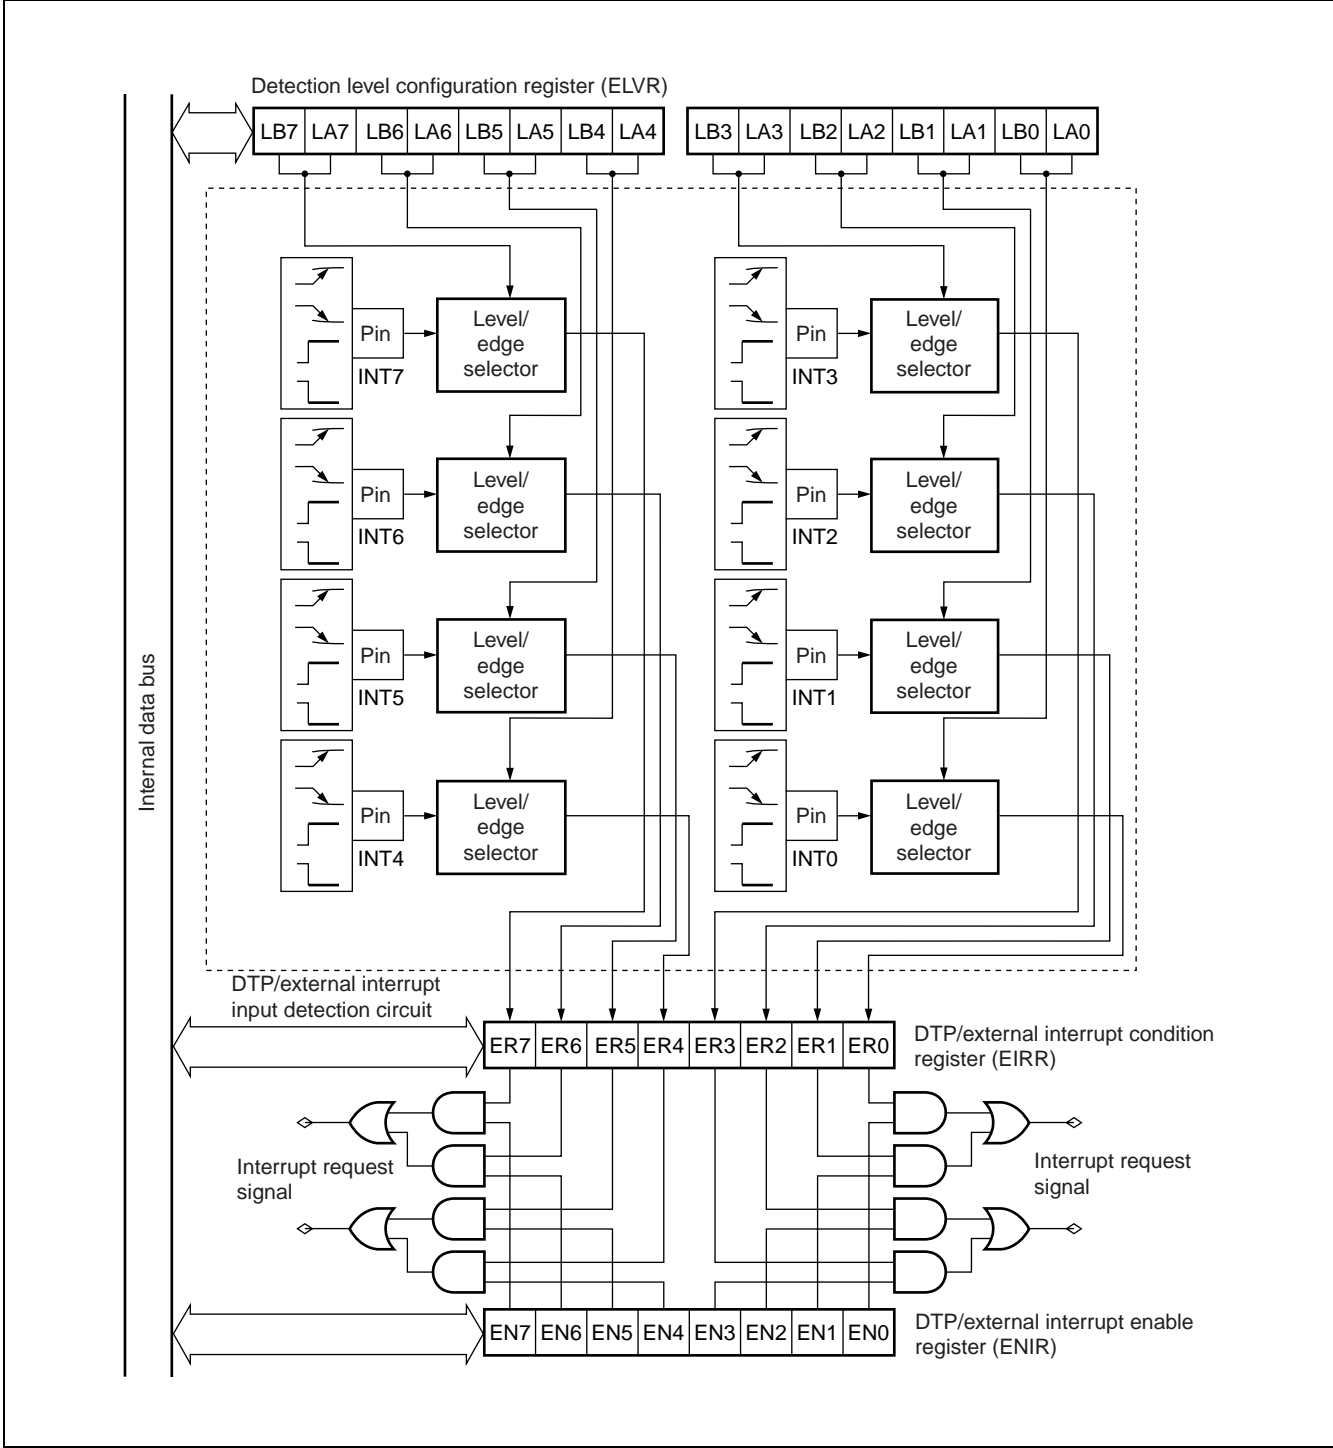 Detection level configuration register (ELVR)
LB7 LA7 LB6 LA6 LB5 LA5 LB4 LA4
LB3 LA3 LB2 LA2 LB1 LA1 LB0 LA0
Pin
INT7
Level/
edge
selector
Pin
INT3
Level/
edge
selector
Pin
INT6
Level/
edge
selector
Pin
INT2
Level/
edge
selector
Pin
INT5
Level/
edge
selector
Pin
INT1
Level/
edge
selector
Pin
INT4
Level/
edge
selector
Pin
INT0
Level/
edge
selector
Internal data bus
DTP/external interrupt
input detection circuit
ER7 ER6 ER5 ER4 ER3 ER2 ER1 ER0
DTP/external interrupt condition
register (EIRR)
Interrupt request
signal
Interrupt request
signal
EN7 EN6 EN5 EN4 EN3 EN2 EN1 EN0
DTP/external interrupt enable
register (ENIR)